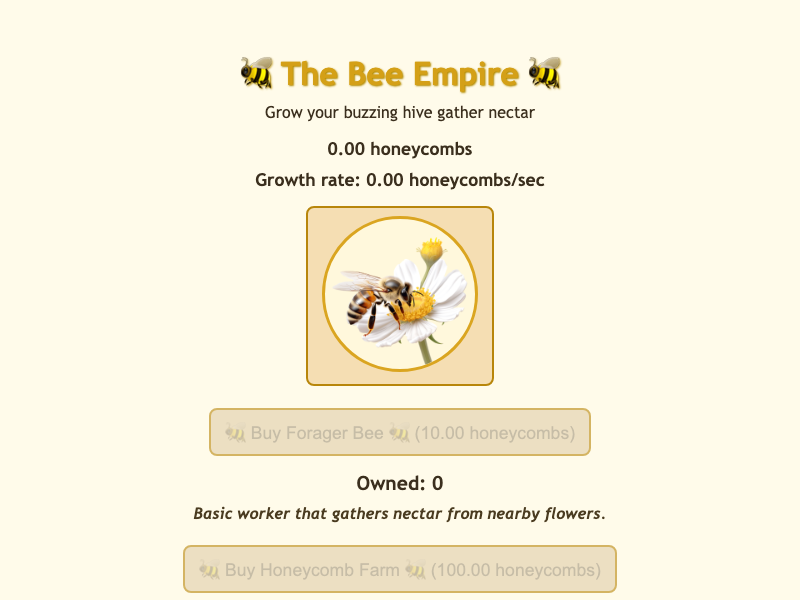 The Bee Empire
Grow your buzzing hive gather nectar
0.00 honeycombs
Growth rate: 0.00 honeycombs/sec
Buy Forager Bee (10.00 honeycombs)
Owned: 0
Basic worker that gathers nectar from nearby flowers.
Buy Honeycomb Farm (100.00 honeycombs)